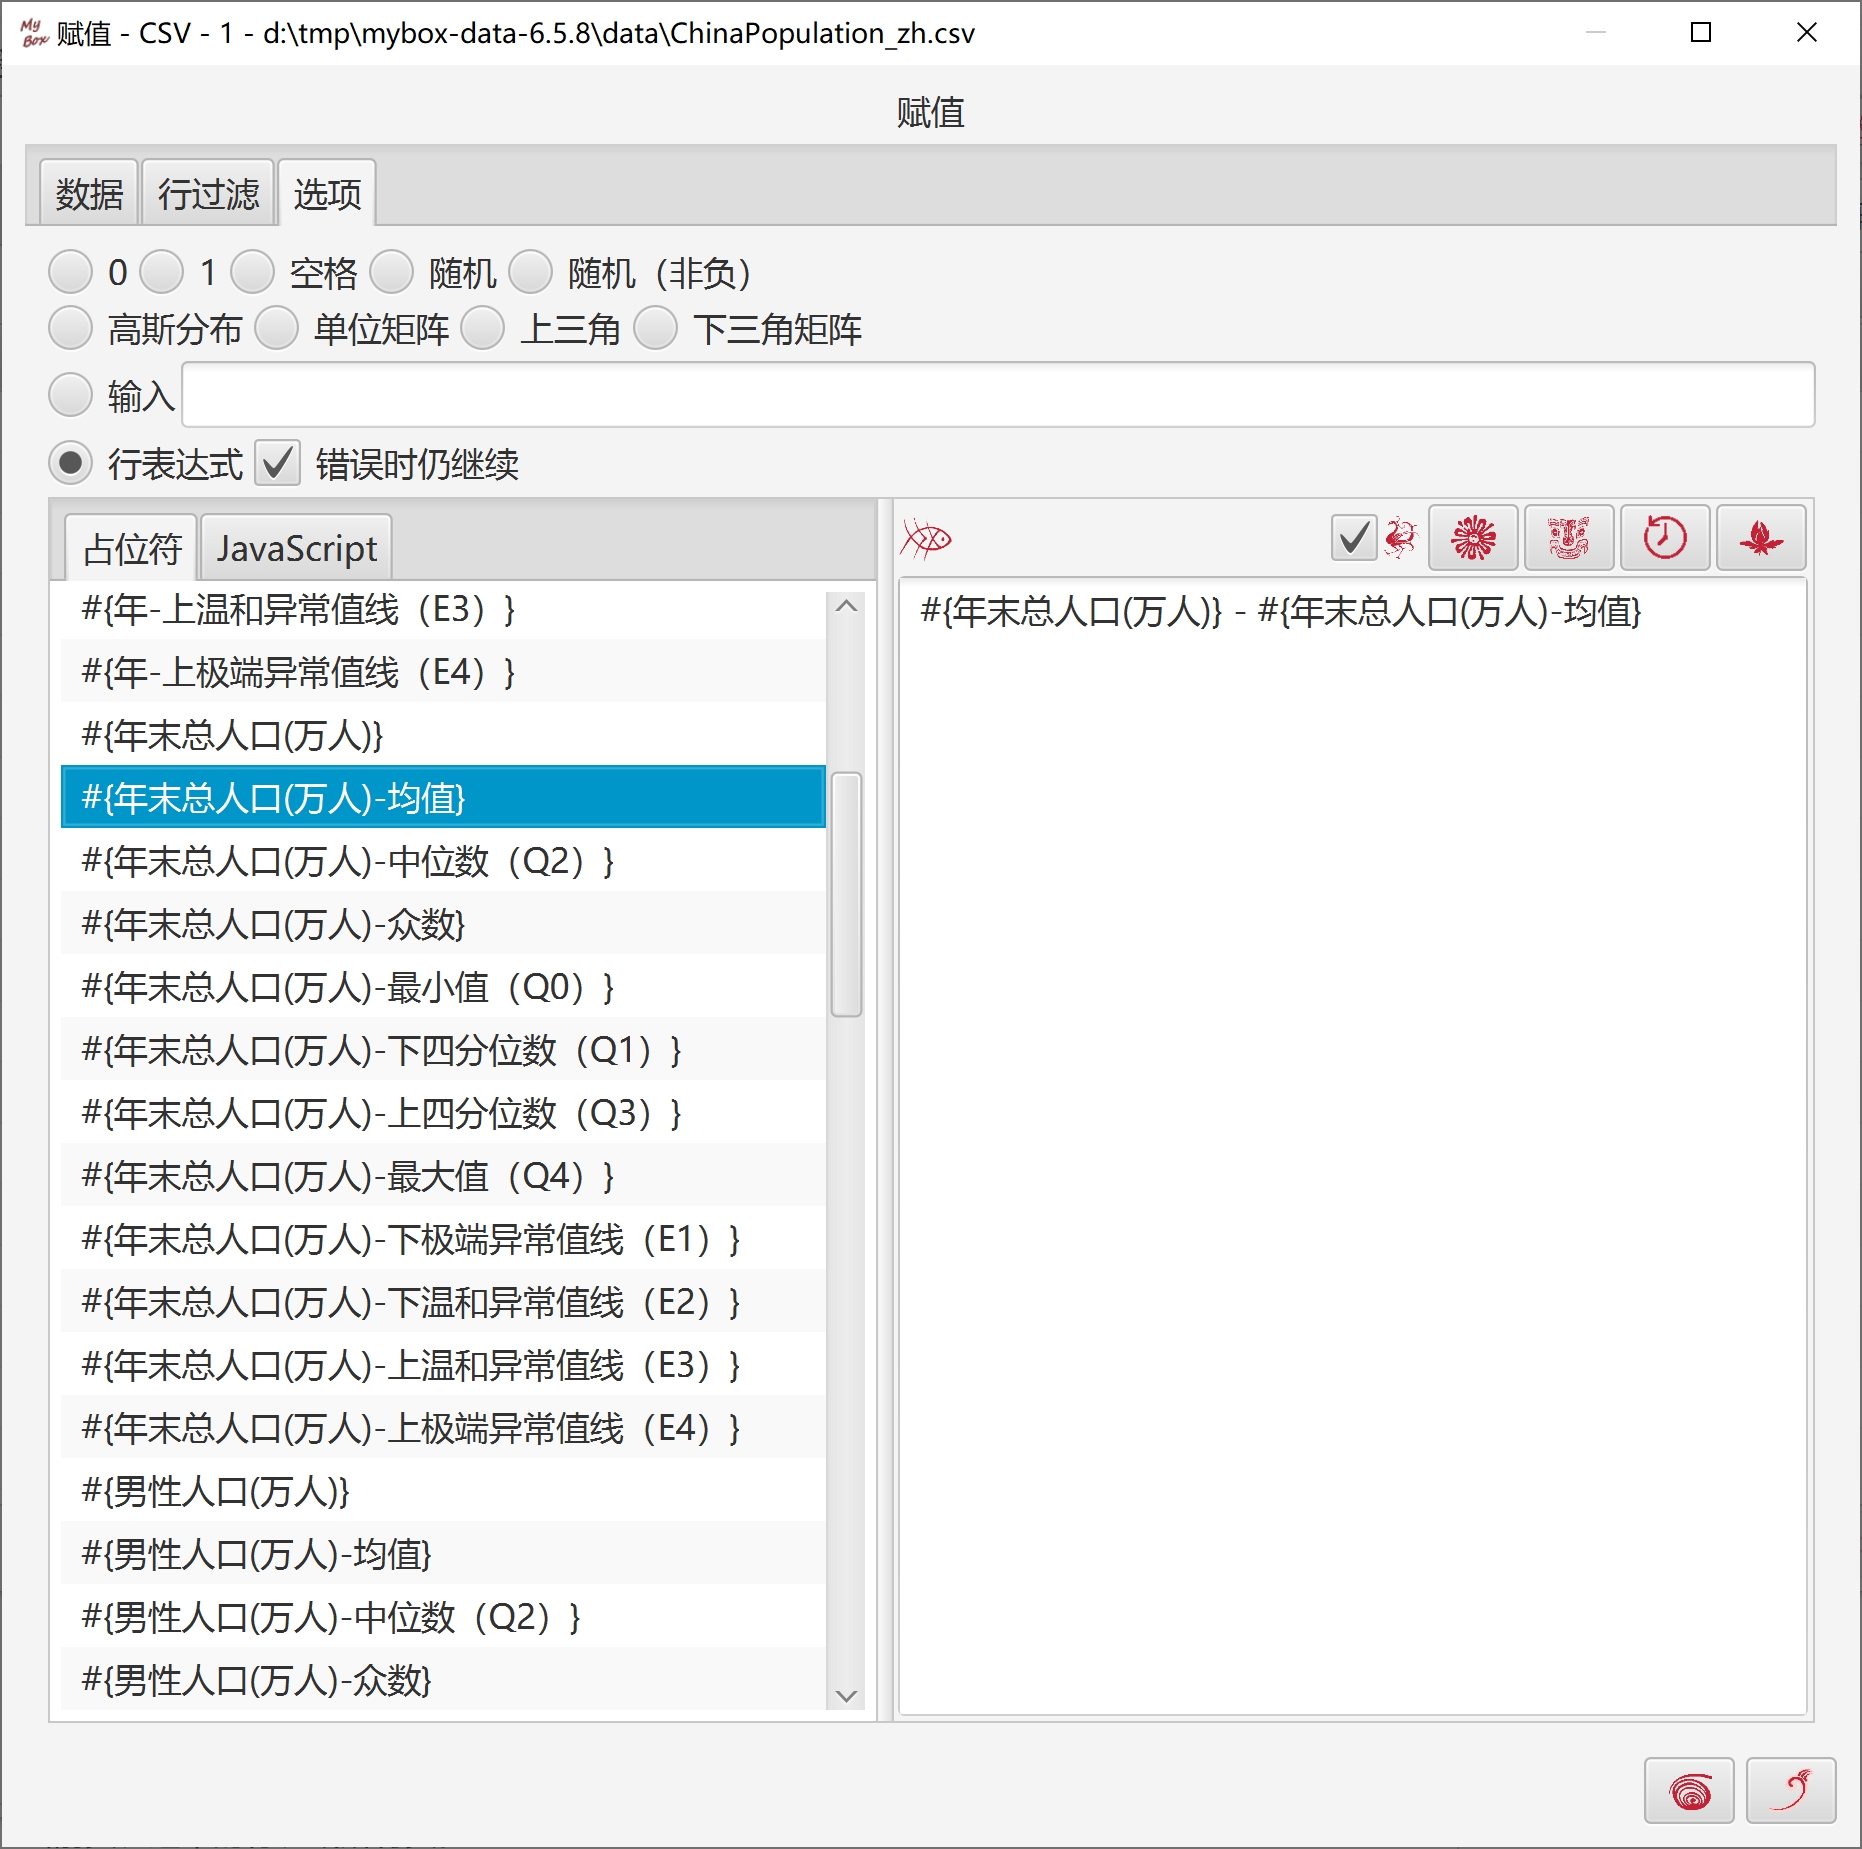 My Box 赋值 - CSV - 1 - d:\tmp\mybox-data-6.5.8\data\ChinaPopulation_zh.csv
赋值
数据 行过滤 选项
0 1 空格 随机 随机（非负）
高斯分布 单位矩阵 上三角 下三角矩阵
输入
行表达式 错误时仍继续
占位符 JavaScript
#{年末总人口(万人)} - #{年末总人口(万人)-均值}
#{年-上温和异常值线（E3）}
#{年-上极端异常值线（E4）}
#{年末总人口(万人)}
#{年末总人口(万人)-均值}
#{年末总人口(万人)-中位数（Q2）}
#{年末总人口(万人)-众数}
#{年末总人口(万人)-最小值（Q0）}
#{年末总人口(万人)-下四分位数（Q1）}
#{年末总人口(万人)-上四分位数（Q3）}
#{年末总人口(万人)-最大值（Q4）}
#{年末总人口(万人)-下极端异常值线（E1）}
#{年末总人口(万人)-下温和异常值线（E2）}
#{年末总人口(万人)-上温和异常值线（E3）}
#{年末总人口(万人)-上极端异常值线（E4）}
#{男性人口(万人)}
#{男性人口(万人)-均值}
#{男性人口(万人)-中位数（Q2）}
#{男性人口(万人)-众数}